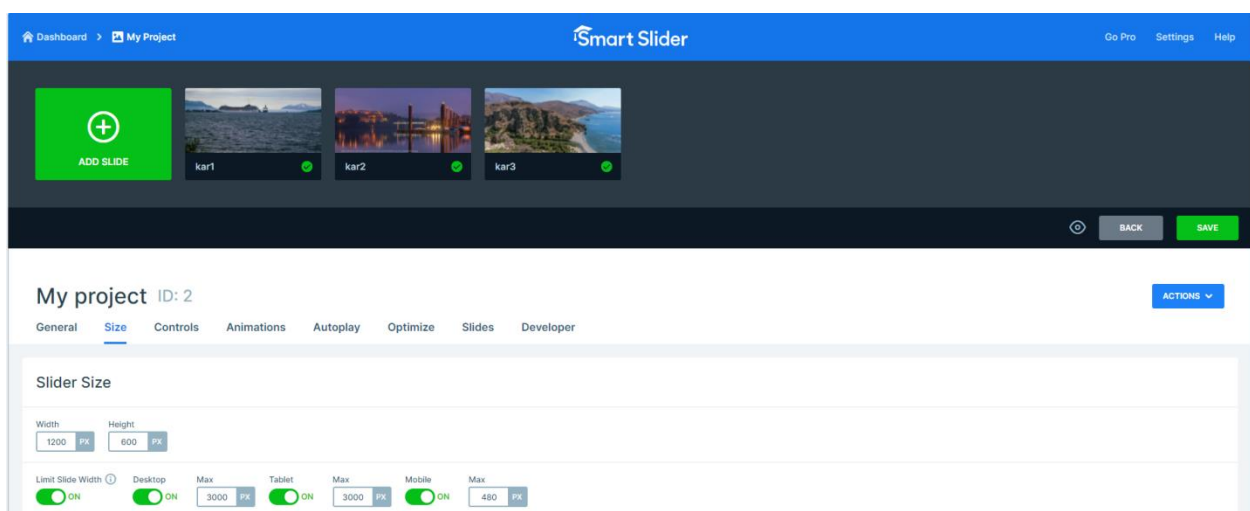 Dashboard > My Project
Smart Slider
Go Pro Settings Help
ADD SLIDE
kar1
kar2
kar3
BACK
SAVE
My project ID: 2
ACTIONS
General Size Controls Animations Autoplay Optimize Slides Developer
Slider Size
Width Height
1200 PX 600 PX
Limit Slide Width Desktop Max Tablet Max Mobile Max
ON ON 3000 PX ON 3000 PX ON 480 PX